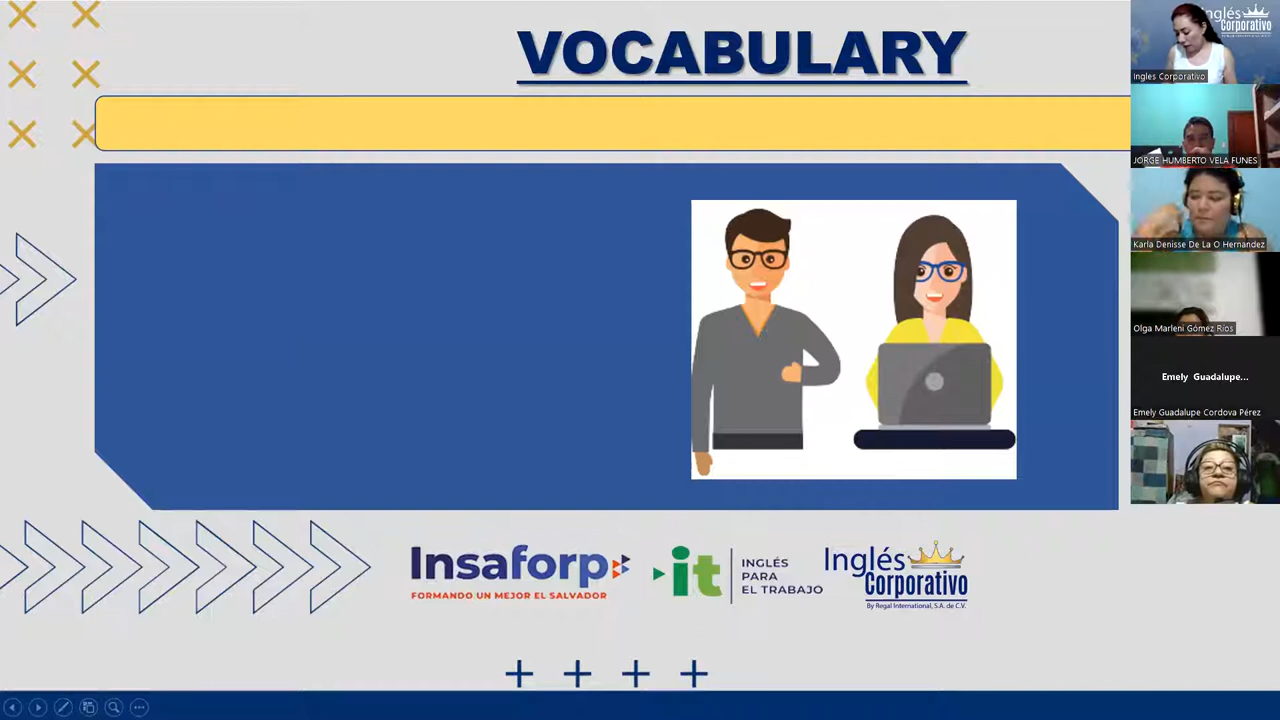 VOCABULARY
Insaforp
FORMANDO UN MEJOR EL SALVADOR
it
INGLÉS
PARA
EL TRABAJO
Inglés
Corporativo
By Regal International, S.A. de C.V.
Inglés
Corporativo
Ingles Corporativo
JORGE HUMBERTO VELA FUNES
Karla Denisse De La O Hernandez
Olga Marleni Gómez Ríos
Emely Guadalupe...
Emely Guadalupe Cordova Pérez